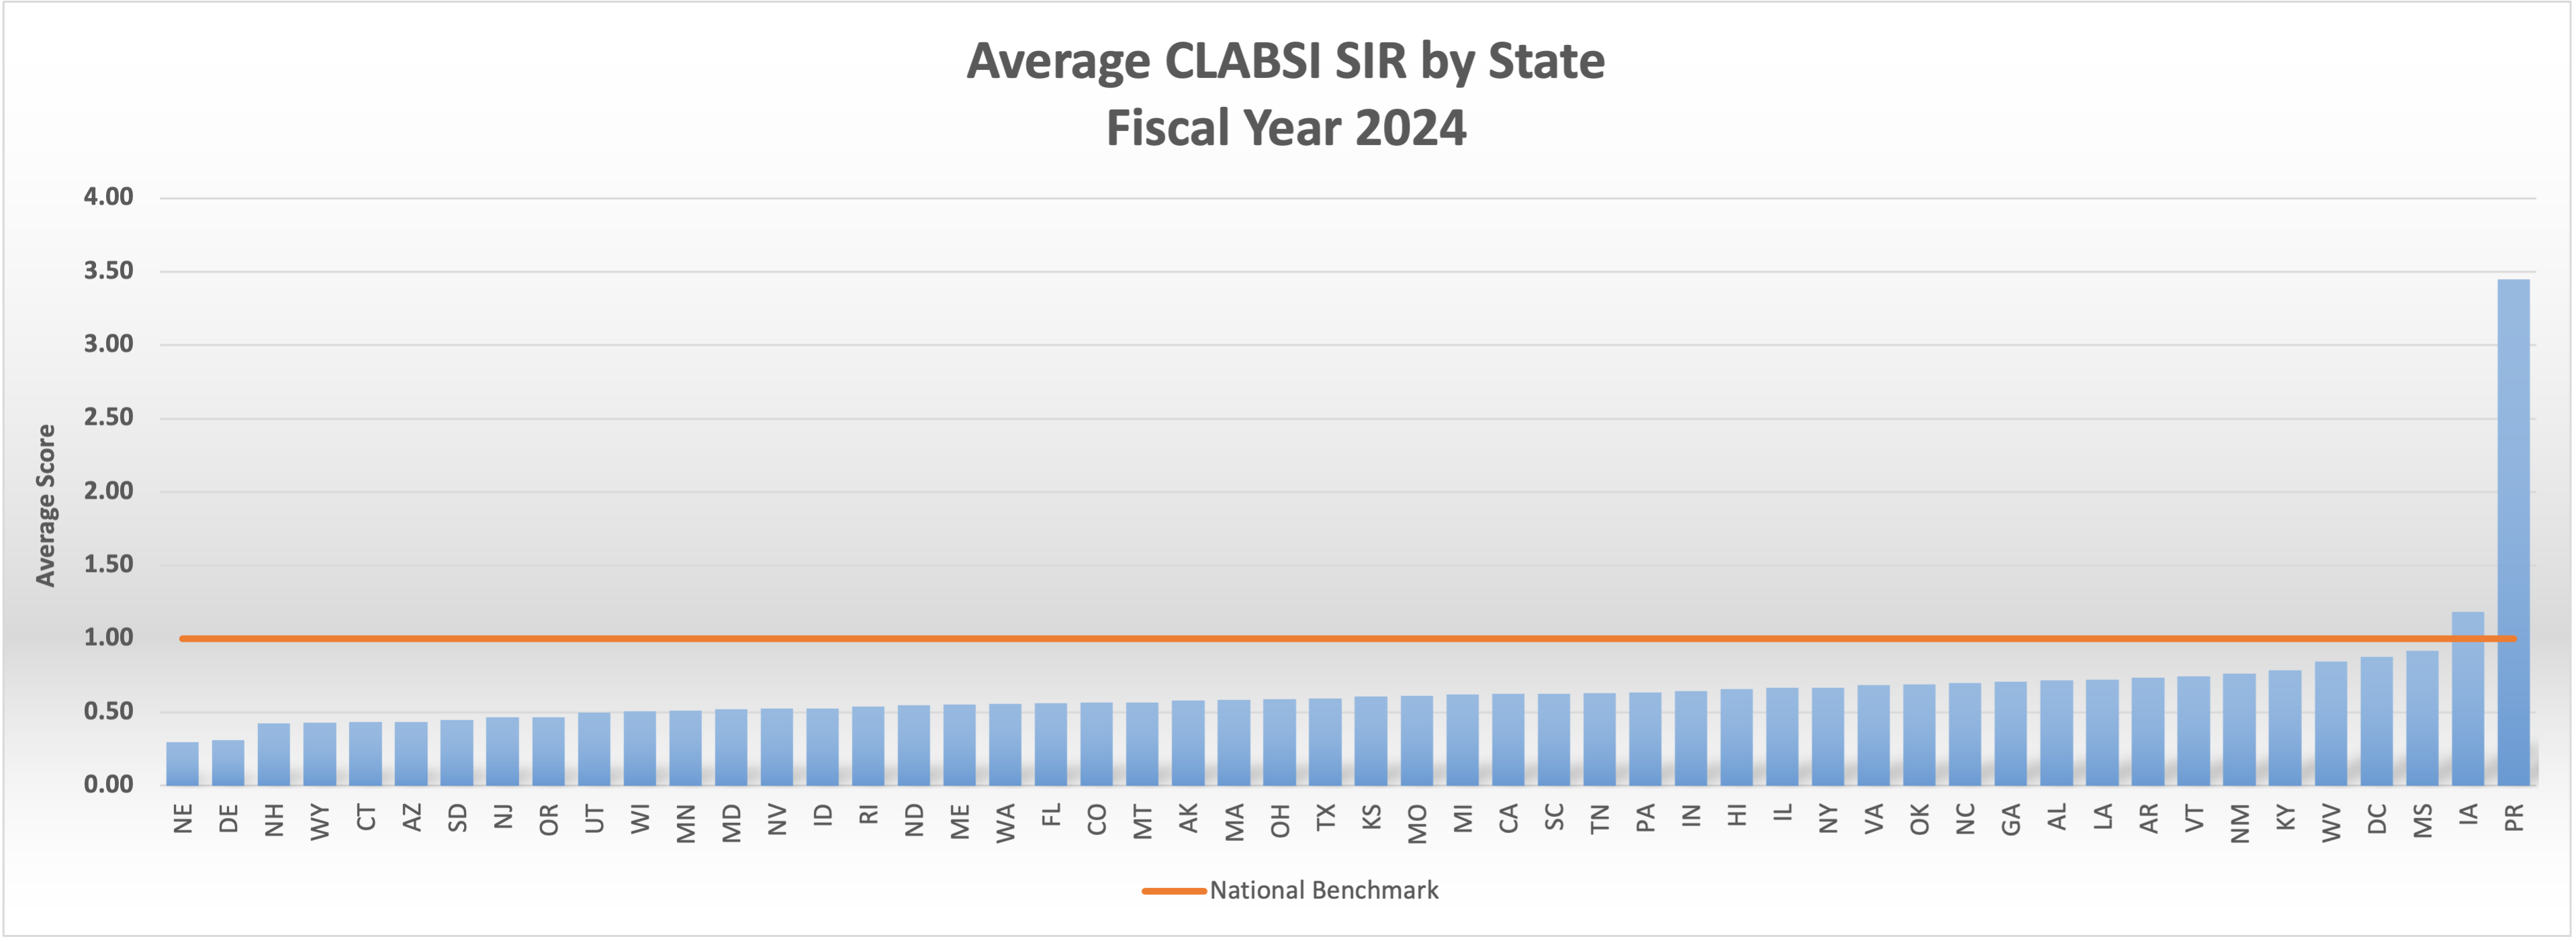 Average CLABSI SIR by State
Fiscal Year 2024
4.00
3.50
3.00
2.50
2.00
1.50
1.00
0.50
0.00
Average Score
NE DE NH WY CT AZ SD NJ OR UT WI MN MD NV ID RI ND ME WA FL CO MT AK MA OH TX KS MO MI CA SC TN PA IN HI IL NY VA OK NC GA AL LA AR VT NM KY WV DC MS IA PR
National Benchmark